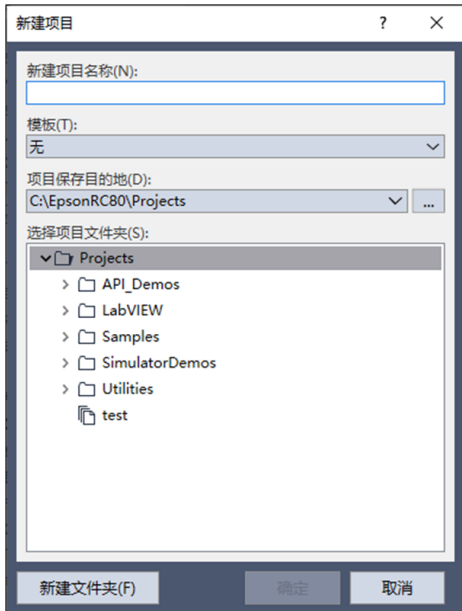 新建项目
?
新建项目名称(N):
模板(T):
无
项目保存目的地(D):
C:\EpsonRC80\Projects
...
选择项目文件夹(S):
Projects
API_Demos
LabVIEW
Samples
SimulatorDemos
Utilities
test
新建文件夹(F)
确定
取消